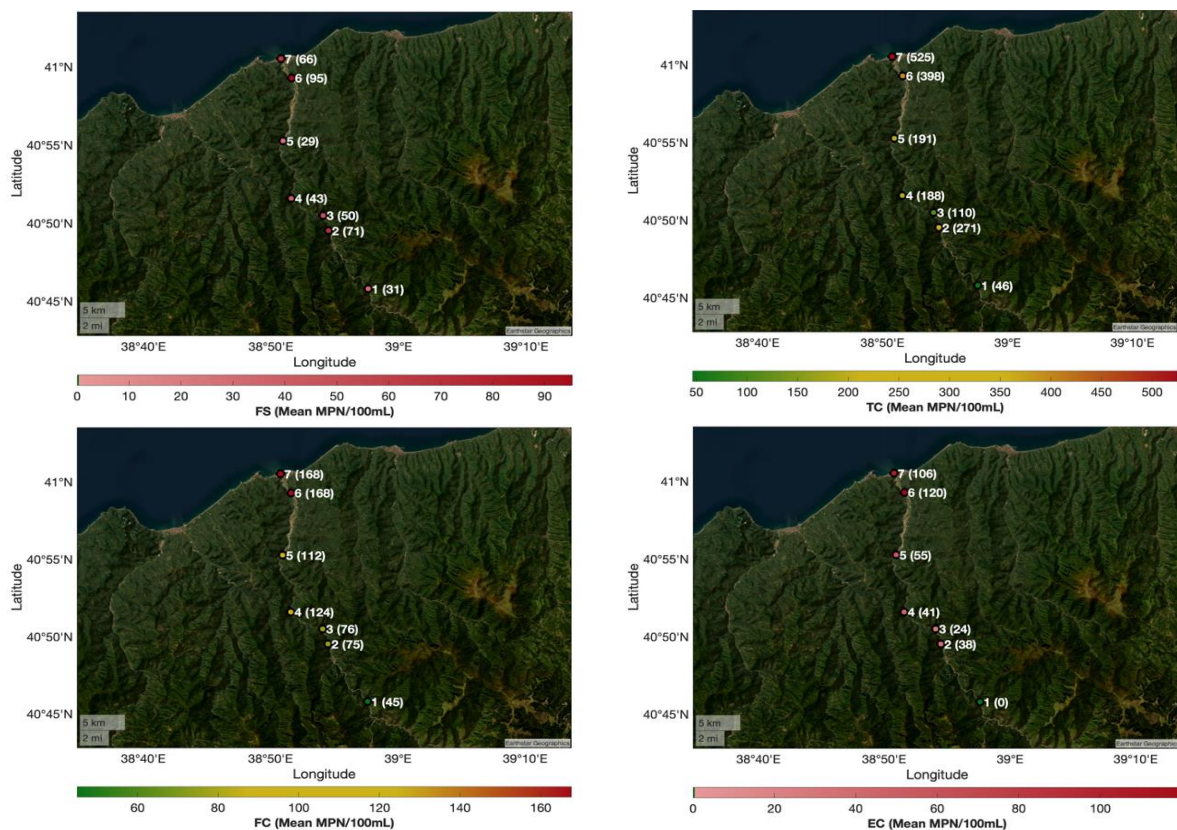 41°N
40°55'N
40°50'N
40°45'N
Latitude
7 (66)
6 (95)
5 (29)
4 (43)
3 (50)
2 (71)
1 (31)
5 km
2 mi
Earthstar Geographics
38°40'E 38°50'E 39°E 39°10'E
Longitude
0 10 20 30 40 50 60 70 80 90
FS (Mean MPN/100mL)
41°N
40°55'N
40°50'N
40°45'N
Latitude
7 (525)
6 (398)
5 (191)
4 (188)
3 (110)
2 (271)
1 (46)
5 km
2 mi
Earthstar Geographics
38°40'E 38°50'E 39°E 39°10'E
Longitude
50 100 150 200 250 300 350 400 450 500
TC (Mean MPN/100mL)
41°N
40°55'N
40°50'N
40°45'N
Latitude
7 (168)
6 (168)
5 (112)
4 (124)
3 (76)
2 (75)
1 (45)
5 km
2 mi
Earthstar Geographics
38°40'E 38°50'E 39°E 39°10'E
Longitude
60 80 100 120 140 160
FC (Mean MPN/100mL)
41°N
40°55'N
40°50'N
40°45'N
Latitude
7 (106)
6 (120)
5 (55)
4 (41)
3 (24)
2 (38)
1 (0)
5 km
2 mi
Earthstar Geographics
38°40'E 38°50'E 39°E 39°10'E
Longitude
0 20 40 60 80 100
EC (Mean MPN/100mL)